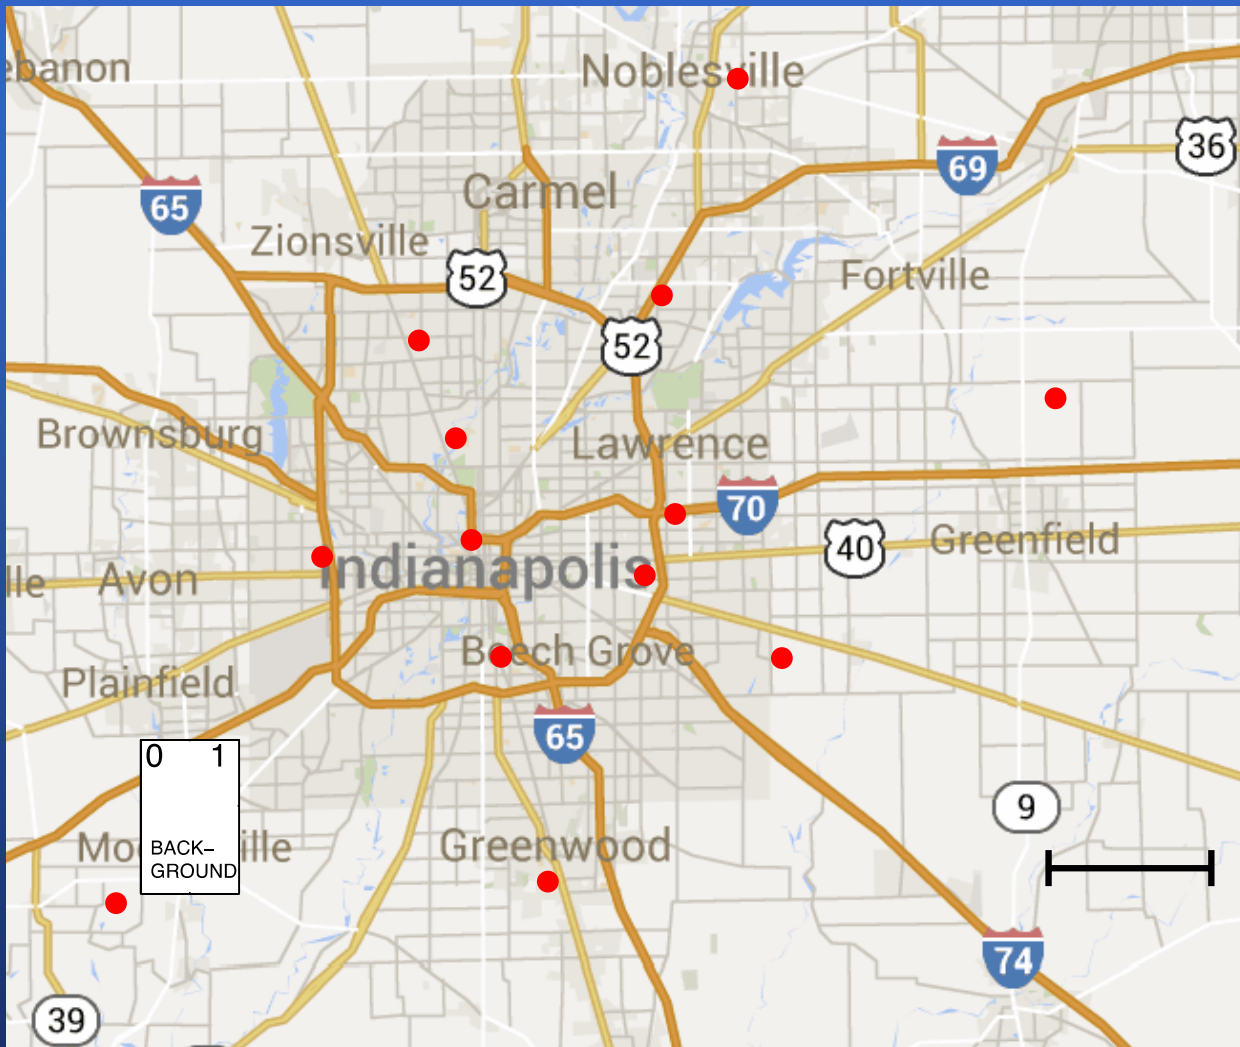 ebanon
Noblesville
36
69
Carmel
65
Zionsville
52
Fortville
52
Brownsburg
Lawrence
70
40
Greenfield
Indianapolis
lle
Avon
Beech Grove
Plainfield
65
0 1
9
BACK–
GROUND
Mo ille
Greenwood
74
39